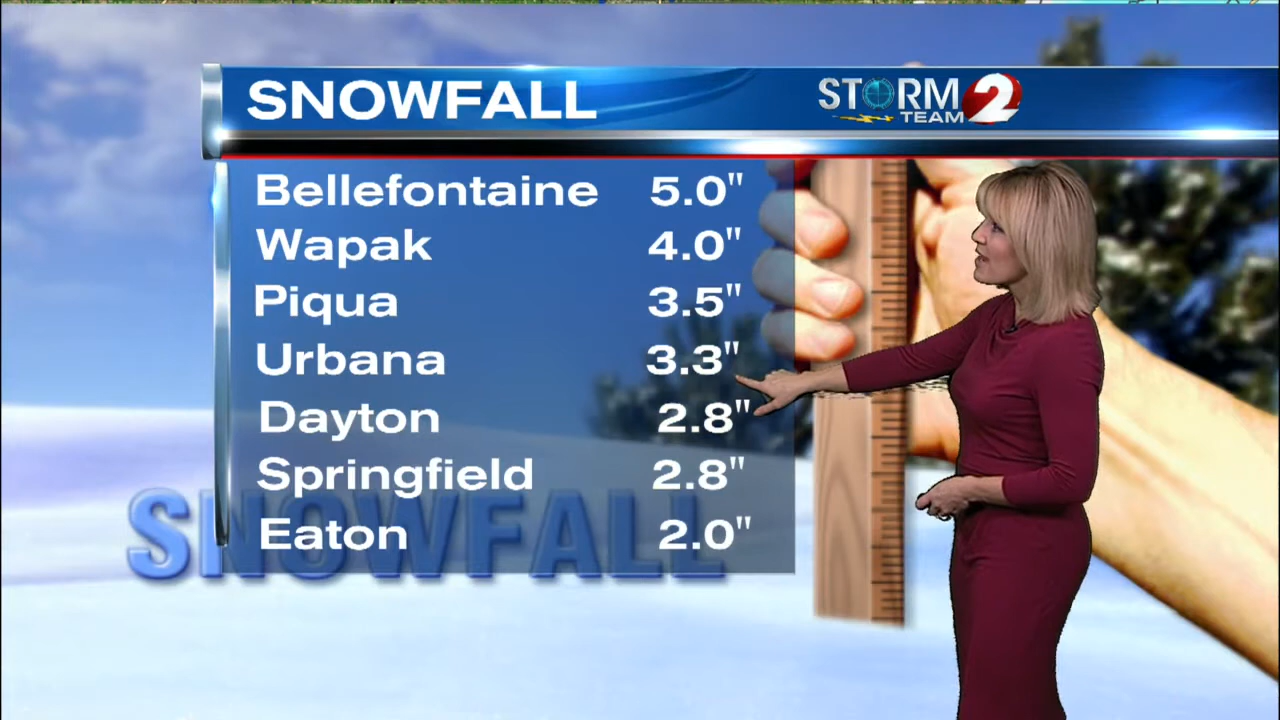 SNOWFALL
STORM TEAM 2
Bellefontaine 5.0"
Wapak 4.0"
Piqua 3.5"
Urbana 3.3"
Dayton 2.8"
Springfield 2.8"
Eaton 2.0"
SNOWFALL